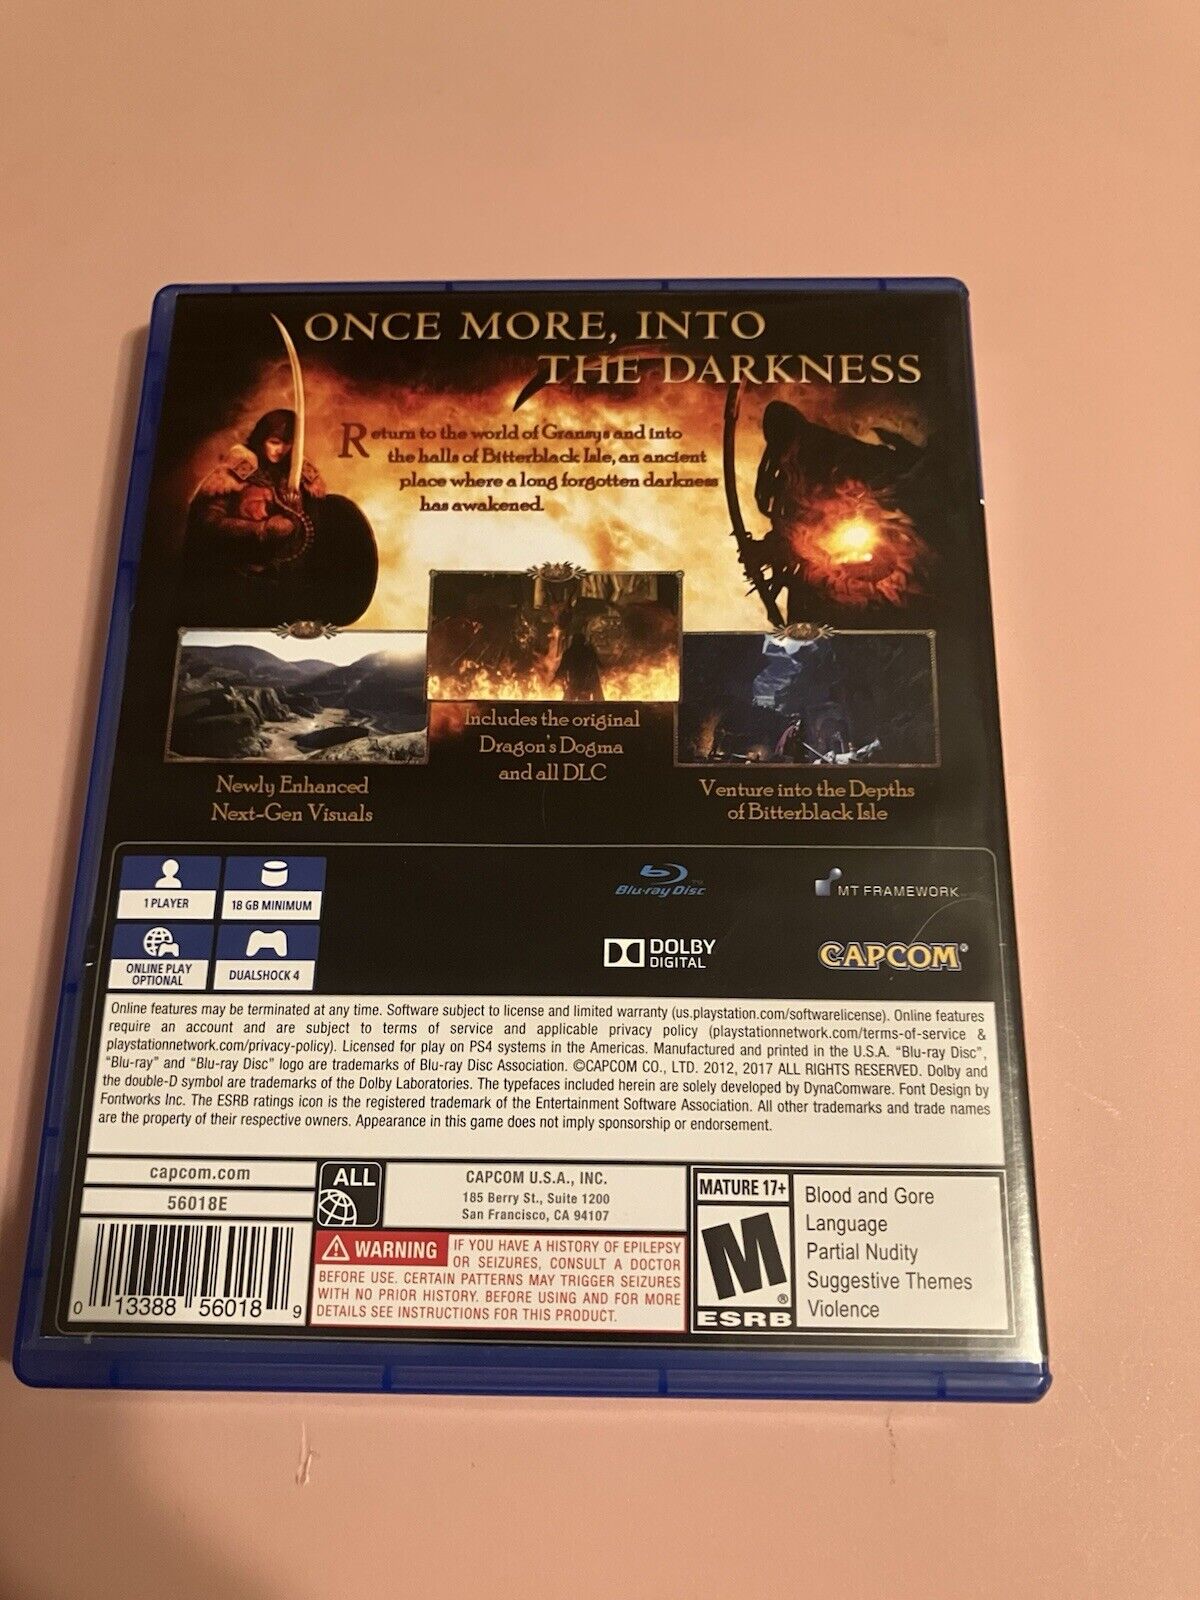 ONCE MORE, INTO
THE DARKNESS
Return to the world of Gransys and into
the halls of Bitterblack Isle, an ancient
place where a long forgotten darkness
has awakened.
Newly Enhanced
Next-Gen Visuals
Includes the original
Dragon's Dogma
and all DLC
Venture into the Depths
of Bitterblack Isle
1 PLAYER
18 GB MINIMUM
ONLINE PLAY
OPTIONAL
DUALSHOCK 4
Blu-ray Disc™
MT FRAMEWORK
DOLBY
DIGITAL
CAPCOM®
Online features may be terminated at any time. Software subject to license and limited warranty (us.playstation.com/softwarelicense). Online features
require an account and are subject to terms of service and applicable privacy policy (playstationnetwork.com/terms-of-service &
playstationnetwork.com/privacy-policy). Licensed for play on PS4 systems in the Americas. Manufactured and printed in the U.S.A. “Blu-ray Disc”,
“Blu-ray” and “Blu-ray Disc” logo are trademarks of Blu-ray Disc Association. ©CAPCOM CO., LTD. 2012, 2017 ALL RIGHTS RESERVED. Dolby and
the double-D symbol are trademarks of the Dolby Laboratories. The typefaces included herein are solely developed by DynaComware. Font Design by
Fontworks Inc. The ESRB ratings icon is the registered trademark of the Entertainment Software Association. All other trademarks and trade names
are the property of their respective owners. Appearance in this game does not imply sponsorship or endorsement.
capcom.com
56018E
0 13388 56018 9
ALL
CAPCOM U.S.A., INC.
185 Berry St., Suite 1200
San Francisco, CA 94107
WARNING IF YOU HAVE A HISTORY OF EPILEPSY
OR SEIZURES, CONSULT A DOCTOR
BEFORE USE. CERTAIN PATTERNS MAY TRIGGER SEIZURES
WITH NO PRIOR HISTORY. BEFORE USING AND FOR MORE
DETAILS SEE INSTRUCTIONS FOR THIS PRODUCT.
MATURE 17+
M®
ESRB
Blood and Gore
Language
Partial Nudity
Suggestive Themes
Violence